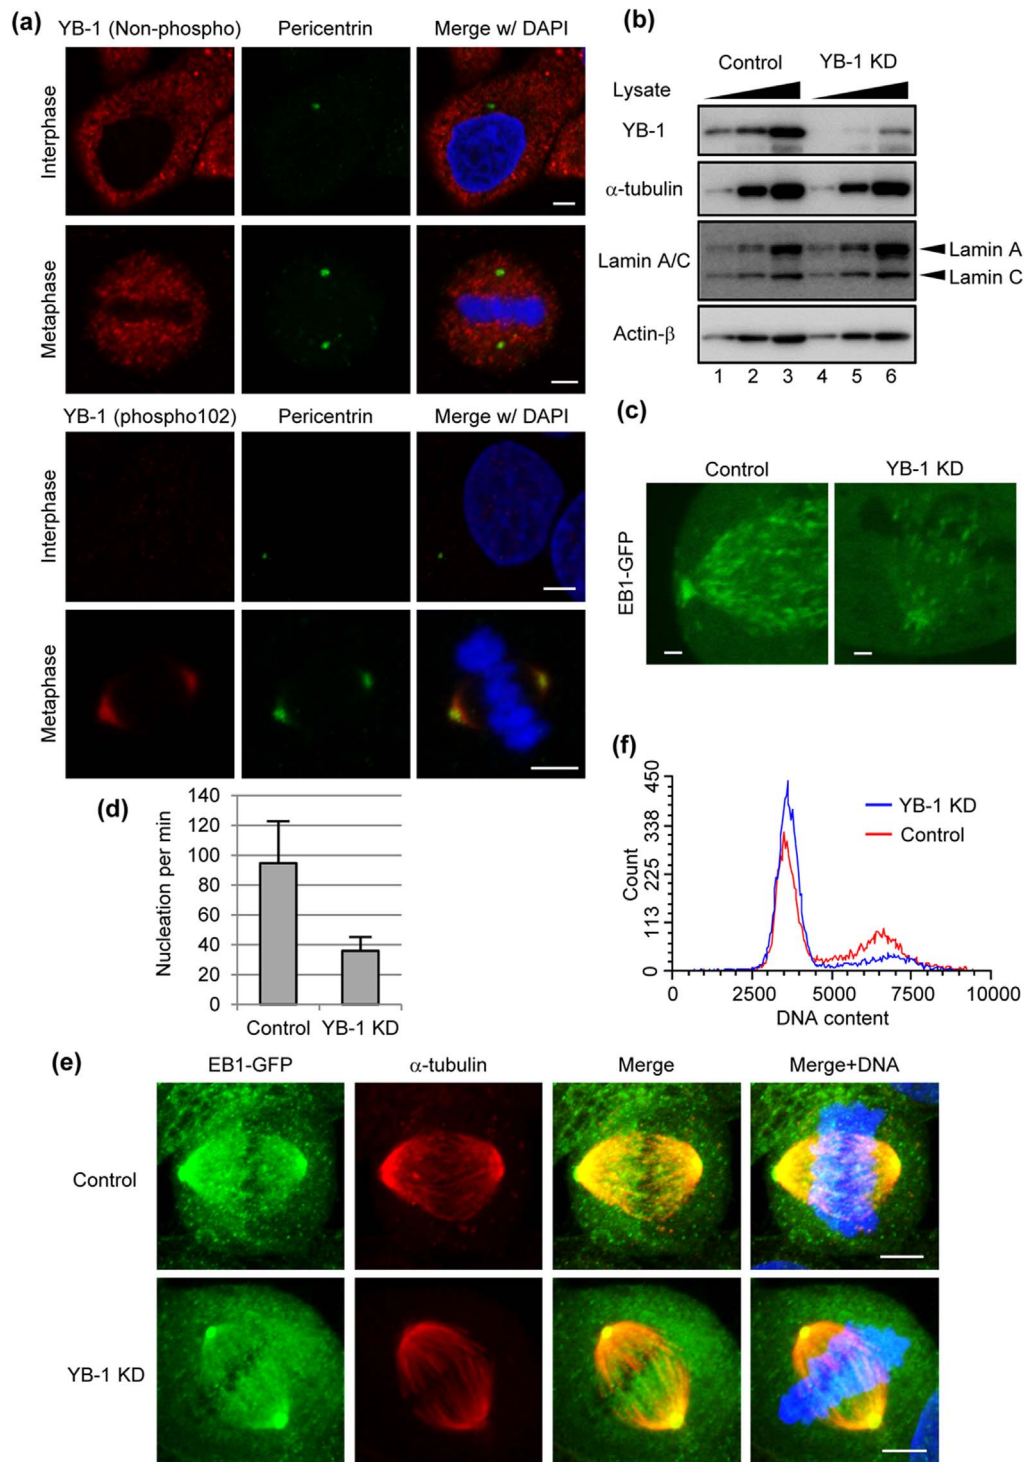 (a)
YB-1 (Non-phospho) Pericentrin Merge w/ DAPI
Interphase
Metaphase
YB-1 (phospho102) Pericentrin Merge w/ DAPI
Interphase
Metaphase
(b)
Control YB-1 KD
Lysate
YB-1
α-tubulin
Lamin A/C
Lamin A
Lamin C
Actin-β
1 2 3 4 5 6
(c)
Control YB-1 KD
EB1-GFP
(d)
Nucleation per min
140
120
100
80
60
40
20
0
Control YB-1 KD
(f)
Count
450
338
225
113
0
YB-1 KD
Control
0 2500 5000 7500 10000
DNA content
(e)
EB1-GFP α-tubulin Merge Merge+DNA
Control
YB-1 KD